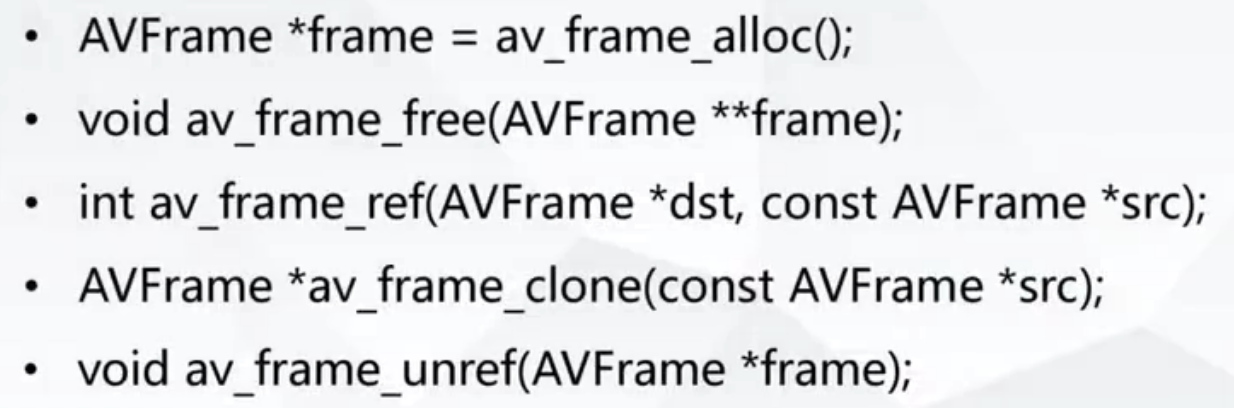 • AVFrame *frame = av_frame_alloc();
• void av_frame_free(AVFrame **frame);
• int av_frame_ref(AVFrame *dst, const AVFrame *src);
• AVFrame *av_frame_clone(const AVFrame *src);
• void av_frame_unref(AVFrame *frame);